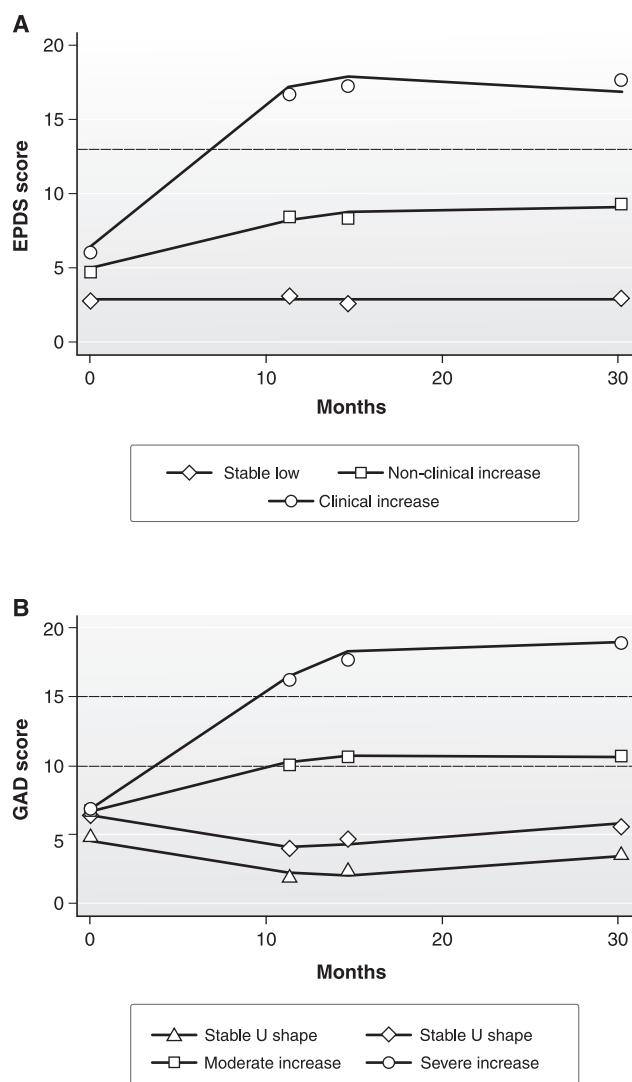 A
20
15
10
5
0
EPDS score
0 10 20 30
Months
Stable low Non-clinical increase
Clinical increase
B
20
15
10
5
0
GAD score
0 10 20 30
Months
Stable U shape Stable U shape
Moderate increase Severe increase